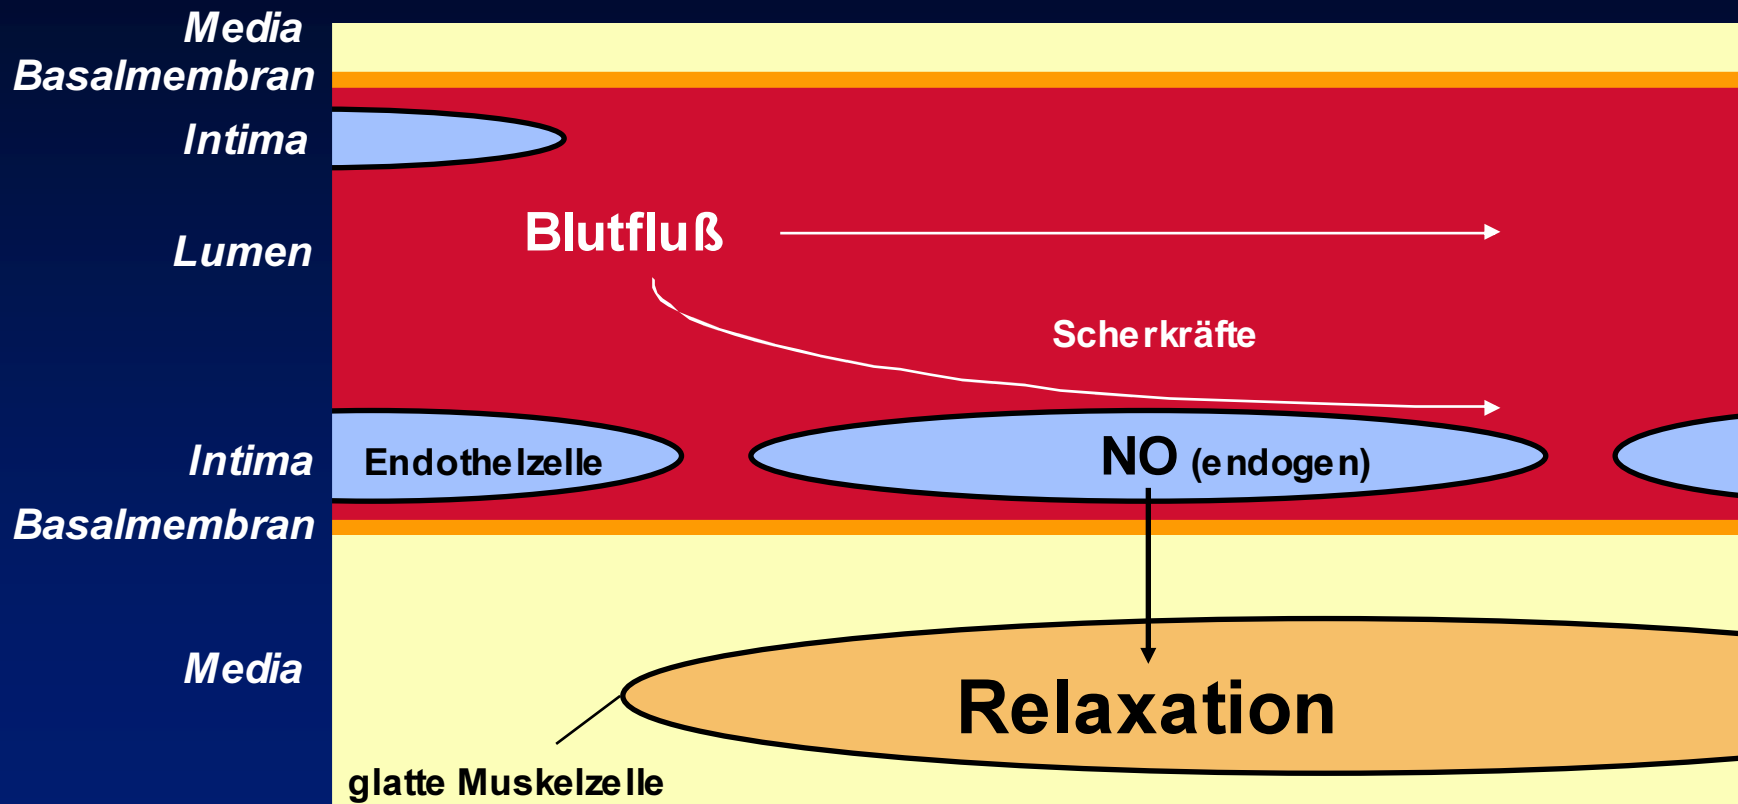 Media
Basalmembran
Intima
Lumen
Blutfluß
Scherkräfte
Intima
Endothelzelle
NO (endogen)
Basalmembran
Media
Relaxation
glatte Muskelzelle